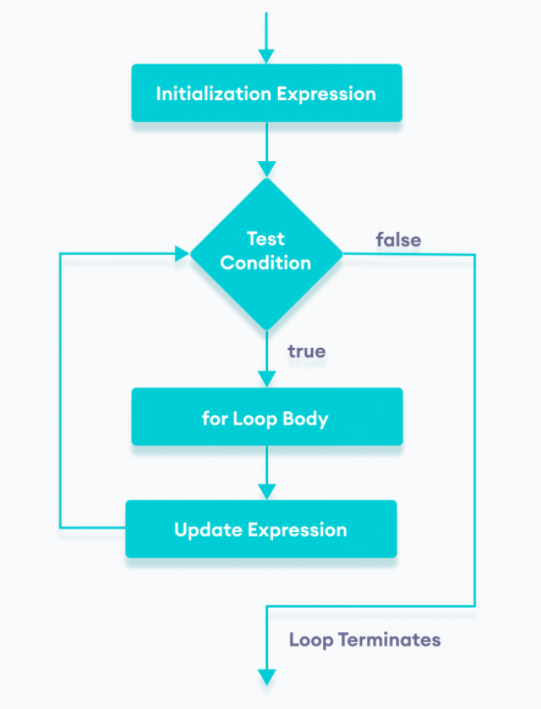 Initialization Expression
Test
Condition
false
true
for Loop Body
Update Expression
Loop Terminates